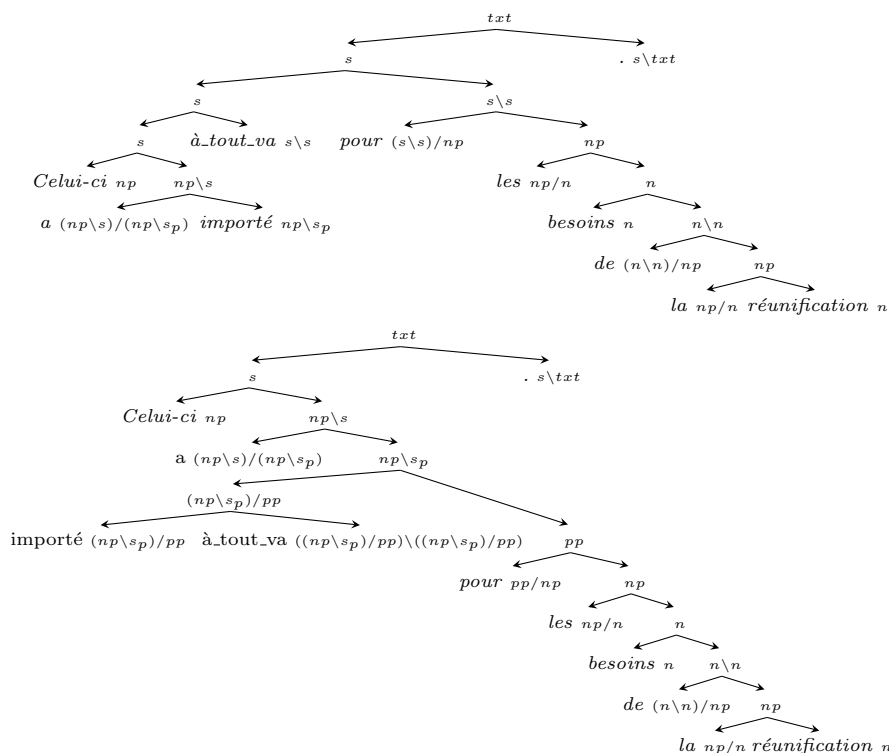 txt
s . s\txt
s s\s
s à_tout_va s\s pour (s\s)/np np
Celui-ci np np\s les np/n n
a (np\s)/(np\s_p) importé np\s_p besoins n n\n
de (n\n)/np np
la np/n réunification n
txt
s . s\txt
Celui-ci np np\s
a (np\s)/(np\s_p) np\s_p
(np\s_p)/pp
importé (np\s_p)/pp à_tout_va ((np\s_p)/pp)\((np\s_p)/pp) pp
pour pp/np np
les np/n n
besoins n n\n
de (n\n)/np np
la np/n réunification n